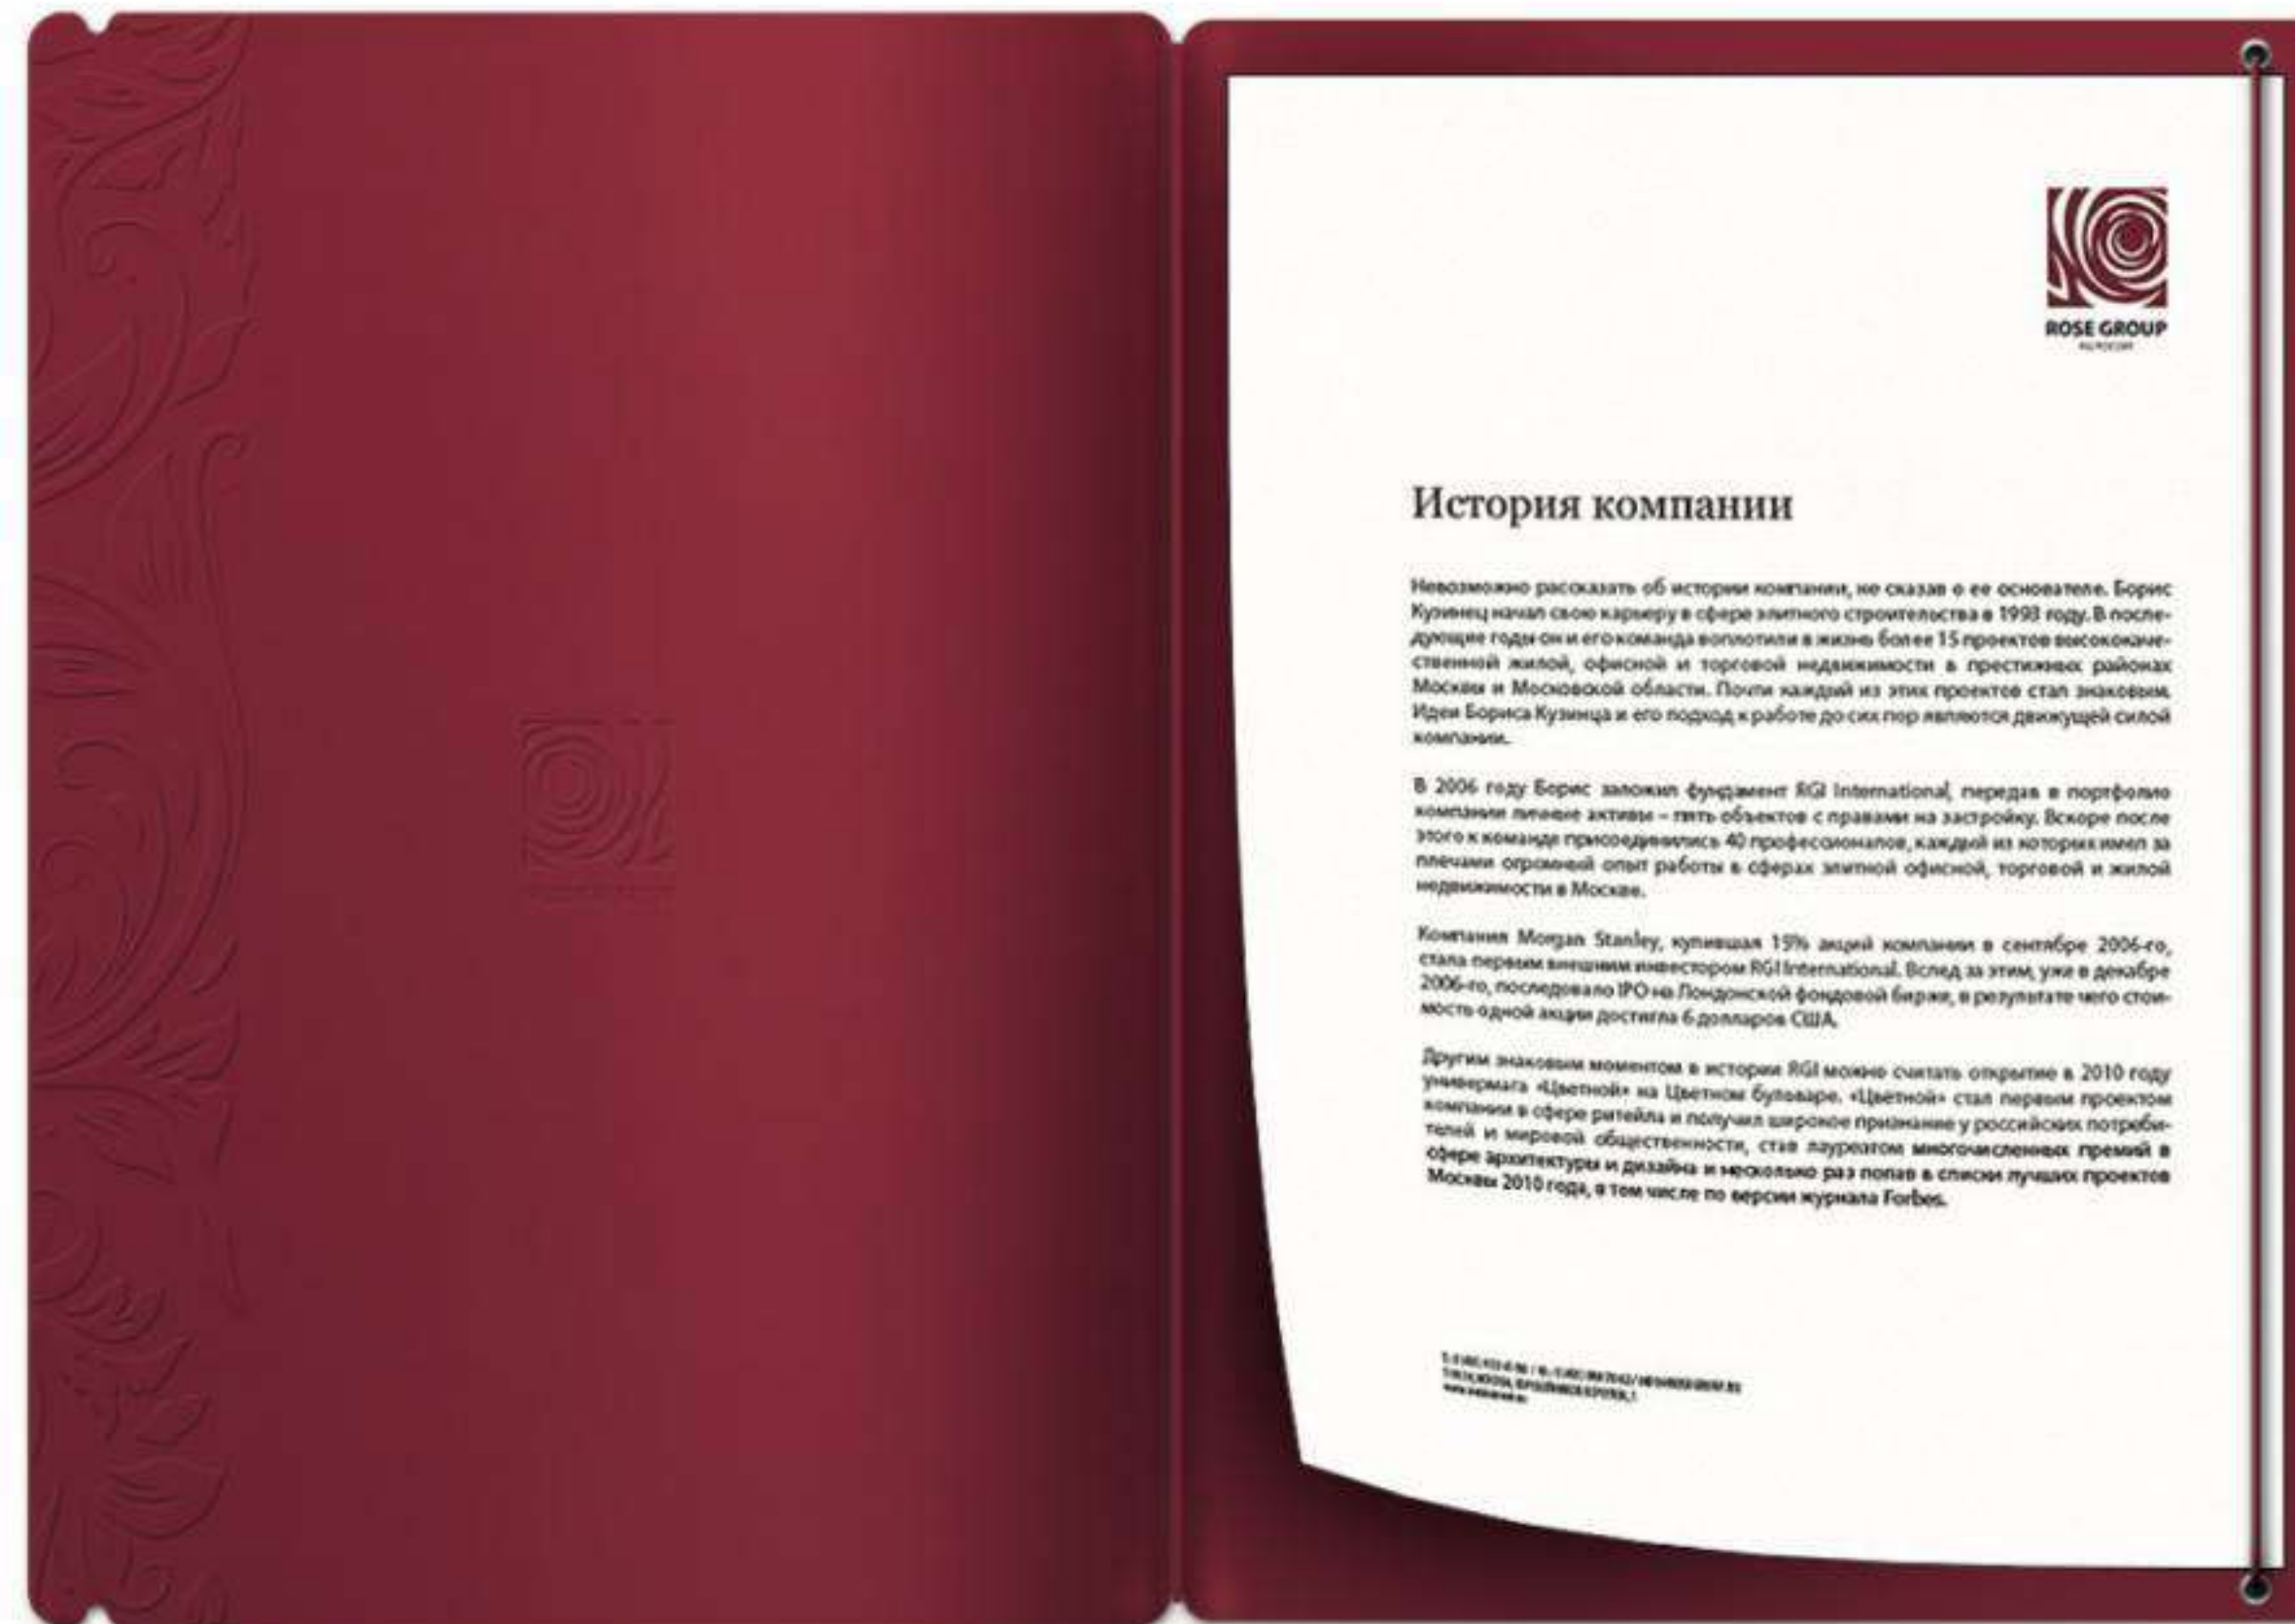 ROSE GROUP
История компании
Невозможно рассказать об истории компании, не сказав о ее основателе. Борис
Кузинец начал свою карьеру в сфере элитного строительства в 1993 году. В после-
дующие годы он и его команда воплотили в жизнь более 15 проектов высококаче-
ственной жилой, офисной и торговой недвижимости в престижных районах
Москвы и Московской области. Почти каждый из этих проектов стал знаковым.
Идеи Бориса Кузинца и его подход к работе до сих пор являются движущей силой
компании.
В 2006 году Борис заложил фундамент RGI International, передав в портфолио
компании личные активы – пять объектов с правами на застройку. Вскоре после
этого к команде присоединились 40 профессионалов, каждый из которых имел за
плечами огромный опыт работы в сферах элитной офисной, торговой и жилой
недвижимости в Москве.
Компания Morgan Stanley, купившая 15% акций компании в сентябре 2006-го,
стала первым внешним инвестором RGI International. Вслед за этим, уже в декабре
2006-го, последовало IPO на Лондонской фондовой бирже, в результате чего стои-
мость одной акции достигла 6 долларов США.
Другим знаковым моментом в истории RGI можно считать открытие в 2010 году
универмага «Цветной» на Цветном бульваре. «Цветной» стал первым проектом
компании в сфере ритейла и получил широкое признание у российских потреби-
телей и мировой общественности, став лауреатом многочисленных премий в
сфере архитектуры и дизайна и несколько раз попав в списки лучших проектов
Москвы 2010 года, в том числе по версии журнала Forbes.